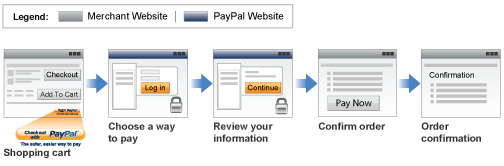 Legend: Merchant Website | PayPal Website
Checkout
Add To Cart
Check out
with PayPal
The safer, easier way to pay
Log in
Continue
Pay Now
Confirmation
Shopping cart
Choose a way
to pay
Review your
information
Confirm order
Order
confirmation